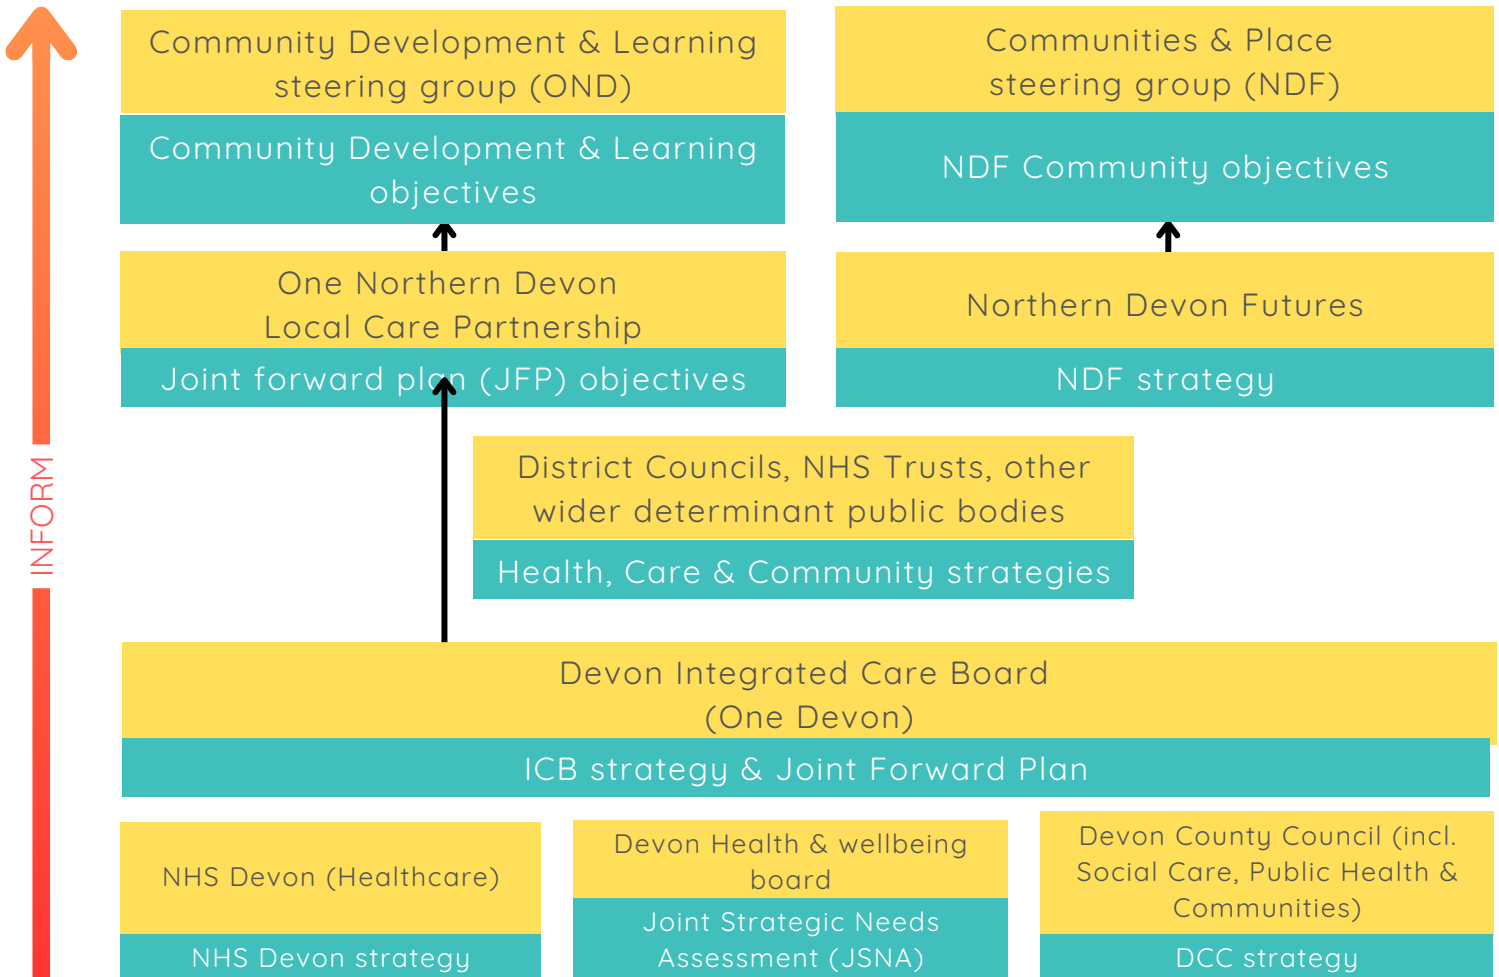 Community Development & Learning
steering group (OND)
Community Development & Learning
objectives
Communities & Place
steering group (NDF)
NDF Community objectives
One Northern Devon
Local Care Partnership
Joint forward plan (JFP) objectives
Northern Devon Futures
NDF strategy
INFORM
District Councils, NHS Trusts, other
wider determinant public bodies
Health, Care & Community strategies
Devon Integrated Care Board
(One Devon)
ICB strategy & Joint Forward Plan
NHS Devon (Healthcare)
NHS Devon strategy
Devon Health & wellbeing
board
Joint Strategic Needs
Assessment (JSNA)
Devon County Council (incl.
Social Care, Public Health &
Communities)
DCC strategy